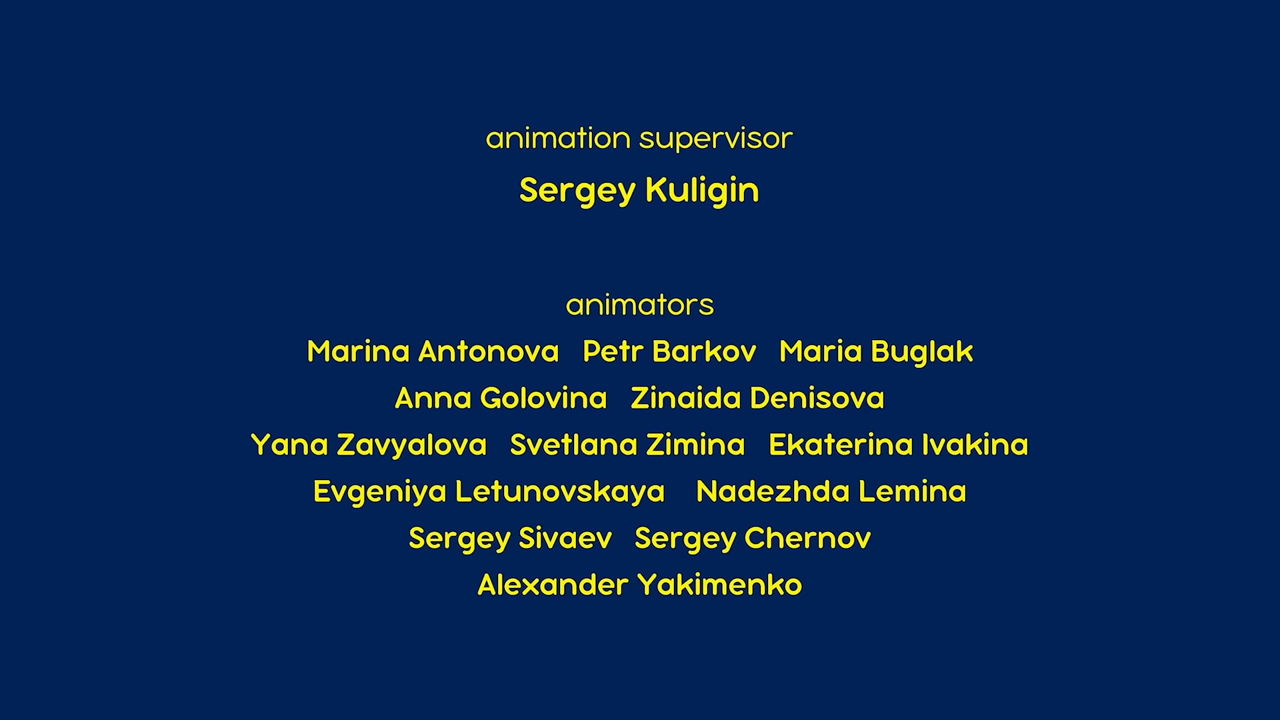 animation supervisor
Sergey Kuligin
animators
Marina Antonova Petr Barkov Maria Buglak
Anna Golovina Zinaida Denisova
Yana Zavyalova Svetlana Zimina Ekaterina Ivakina
Evgeniya Letunovskaya Nadezhda Lemina
Sergey Sivaev Sergey Chernov
Alexander Yakimenko